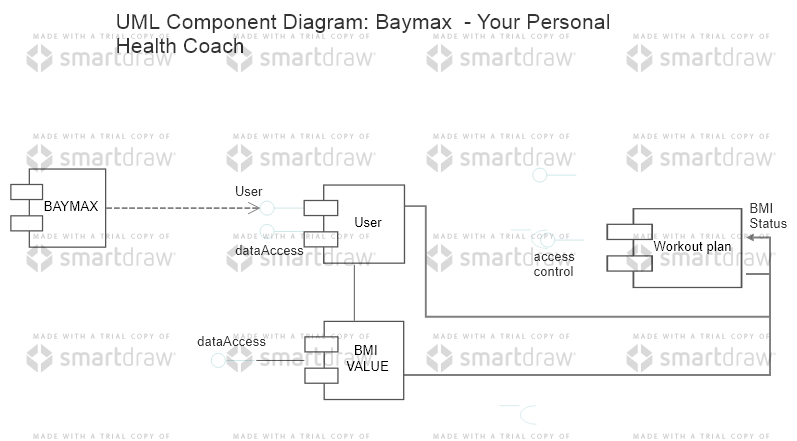 UML Component Diagram: Baymax - Your Personal
Health Coach
MADE WITH A TRIAL COPY OF
smartdraw
MADE WITH A TRIAL COPY OF
smartdraw
MADE WITH A TRIAL COPY OF
smartdraw
MADE WITH A TRIAL COPY OF
smartdraw
MADE WITH A TRIAL COPY OF
smartdraw
MADE WITH A TRIAL COPY OF
smartdraw
MADE WITH A TRIAL COPY OF
smartdraw
MADE WITH A TRIAL COPY OF
smartdraw
BAYMAX
User
dataAccess
User
access
control
Workout plan
BMI
Status
MADE WITH A TRIAL COPY OF
smartdraw
MADE WITH A TRIAL COPY OF
smartdraw
MADE WITH A TRIAL COPY OF
smartdraw
MADE WITH A TRIAL COPY OF
smartdraw
dataAccess
BMI
VALUE
MADE WITH A TRIAL COPY OF
smartdraw
MADE WITH A TRIAL COPY OF
smartdraw
MADE WITH A TRIAL COPY OF
smartdraw
MADE WITH A TRIAL COPY OF
smartdraw
MADE WITH A TRIAL COPY OF
MADE WITH A TRIAL COPY OF
MADE WITH A TRIAL COPY OF
MADE WITH A TRIAL COPY OF